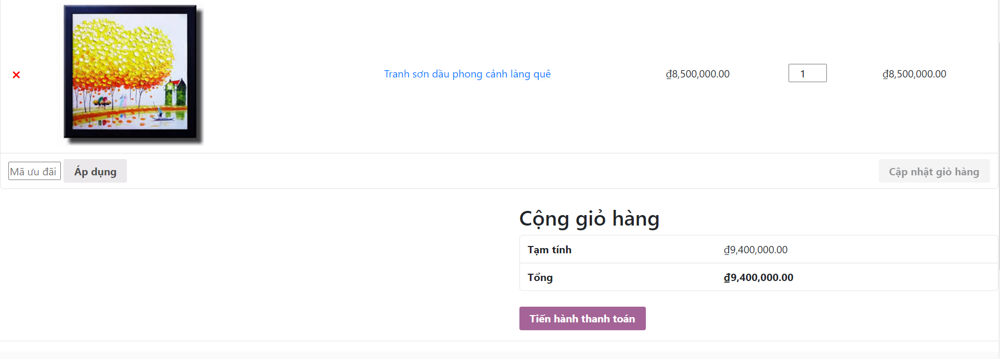 ×
Tranh sơn dầu phong cảnh làng quê
₫8,500,000.00
1
₫8,500,000.00
Mã ưu đãi
Áp dụng
Cập nhật giỏ hàng
Cộng giỏ hàng
Tạm tính ₫9,400,000.00
Tổng ₫9,400,000.00
Tiến hành thanh toán